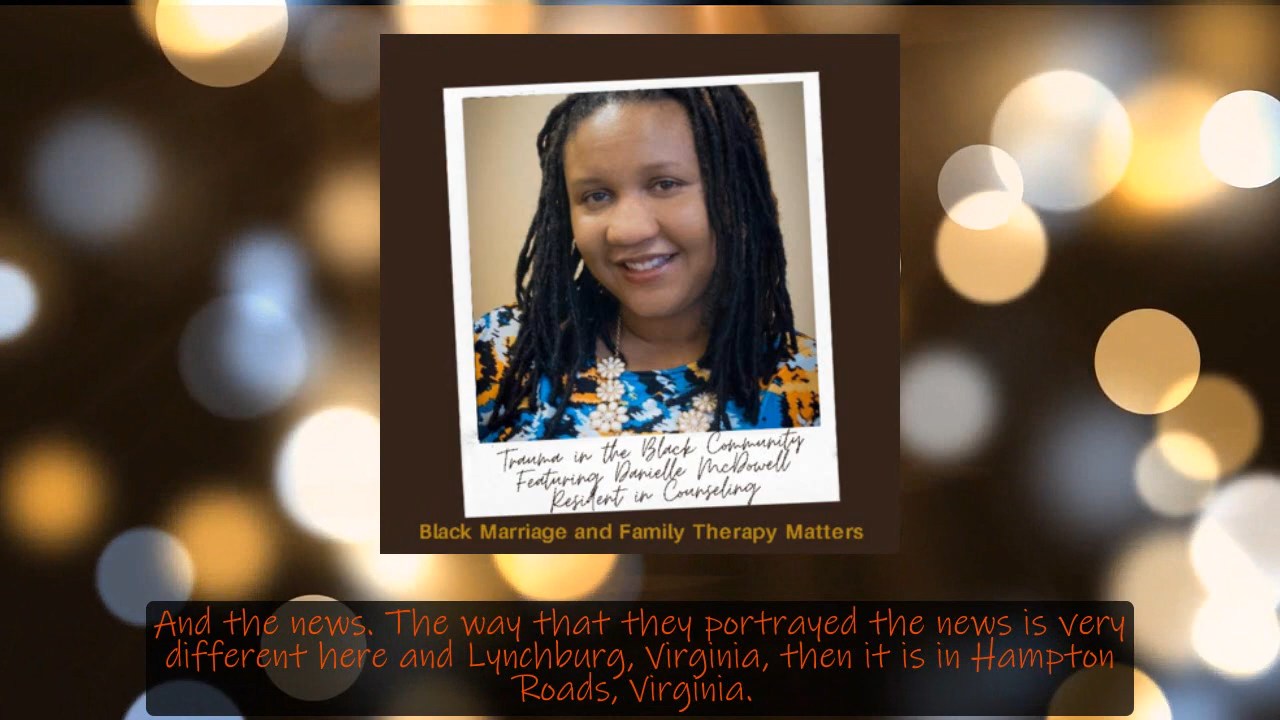 Trauma in the Black Community
Featuring Danielle McDowell
Resident in Counseling
Black Marriage and Family Therapy Matters
And the news. The way that they portrayed the news is very
different here and Lynchburg, Virginia, then it is in Hampton
Roads, Virginia.